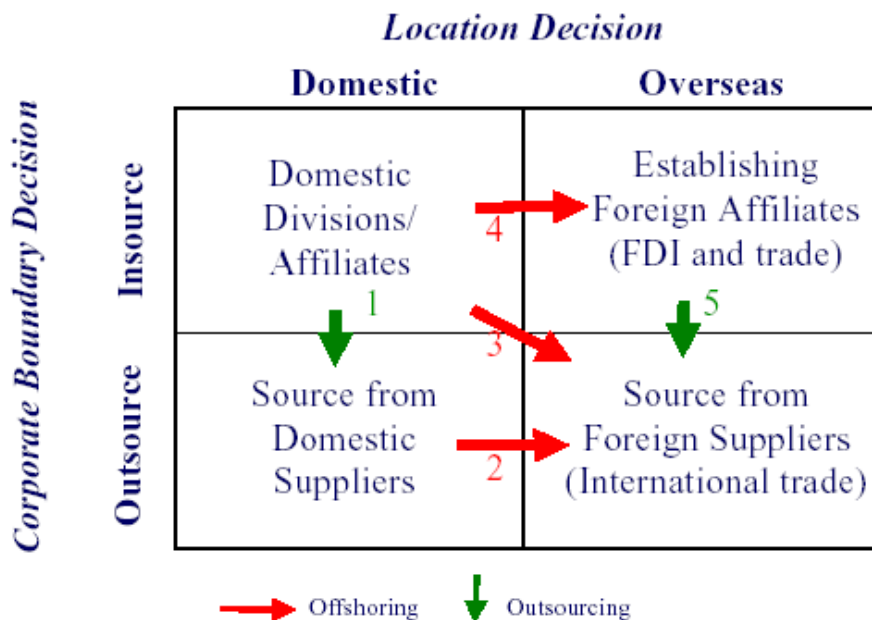 Location Decision
Domestic
Overseas
Corporate Boundary Decision
Insource
Domestic
Divisions/
Affiliates
4
Establishing
Foreign Affiliates
(FDI and trade)
1
3
5
Outsource
Source from
Domestic
Suppliers
2
Source from
Foreign Suppliers
(International trade)
Offshoring
Outsourcing